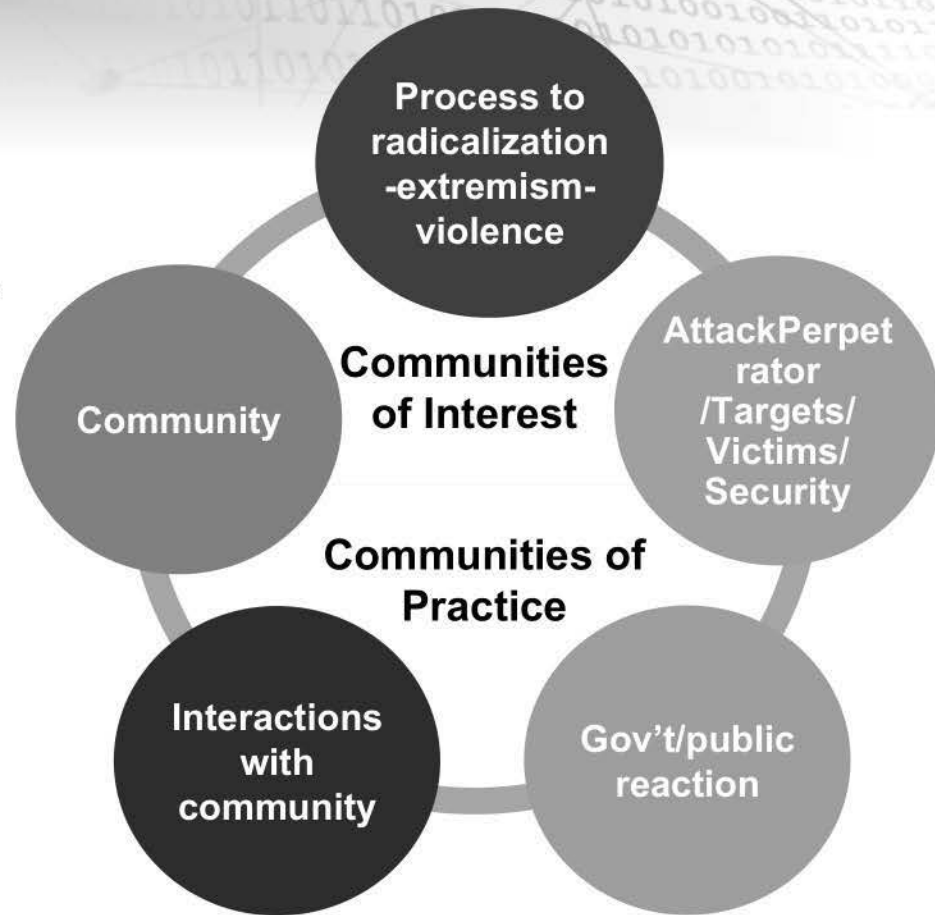 Process to
radicalization
-extremism-
violence
AttackPerpet
rator
/Targets/
Victims/
Security
Communities
of Interest
Community
Communities of
Practice
Interactions
with
community
Gov't/public
reaction